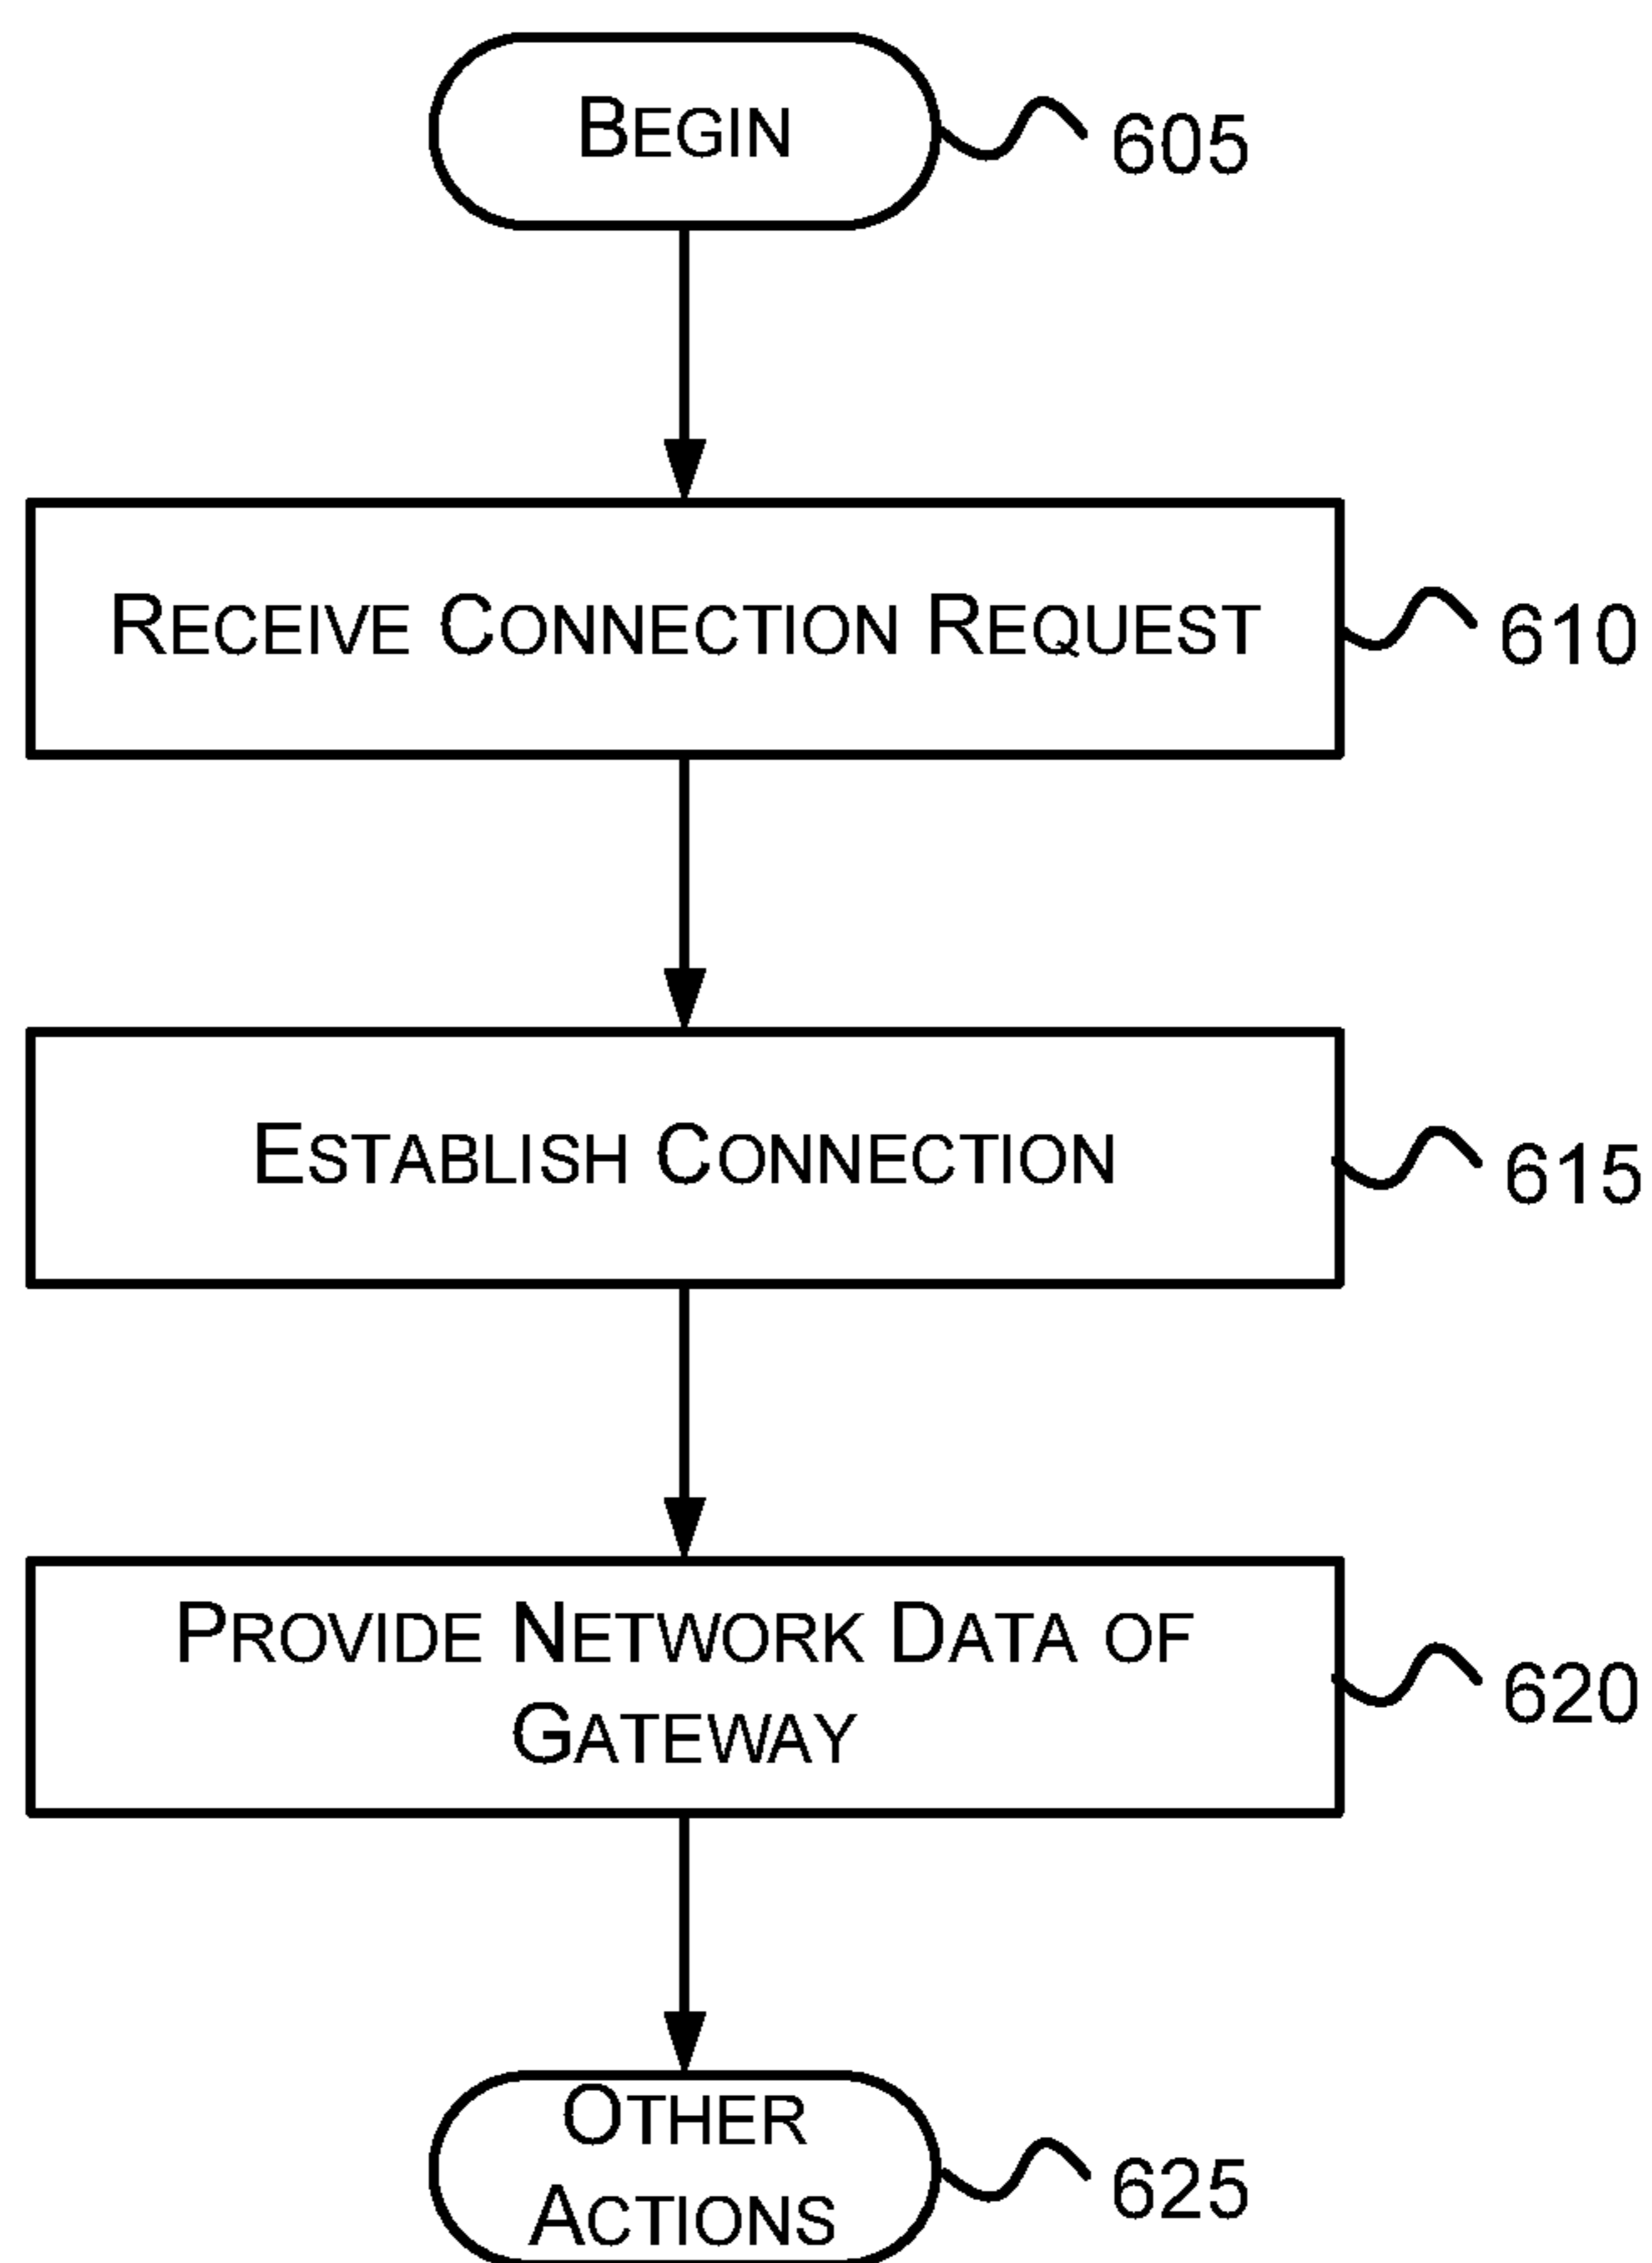 BEGIN
605
RECEIVE CONNECTION REQUEST
610
ESTABLISH CONNECTION
615
PROVIDE NETWORK DATA OF
GATEWAY
620
OTHER
ACTIONS
625